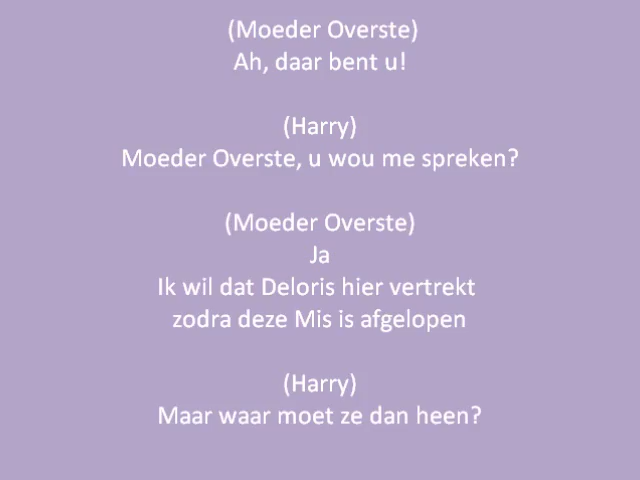 (Moeder Overste)
Ah, daar bent u!
(Harry)
Moeder Overste, u wou me spreken?
(Moeder Overste)
Ja
Ik wil dat Deloris hier vertrekt
zodra deze Mis is afgelopen
(Harry)
Maar waar moet ze dan heen?